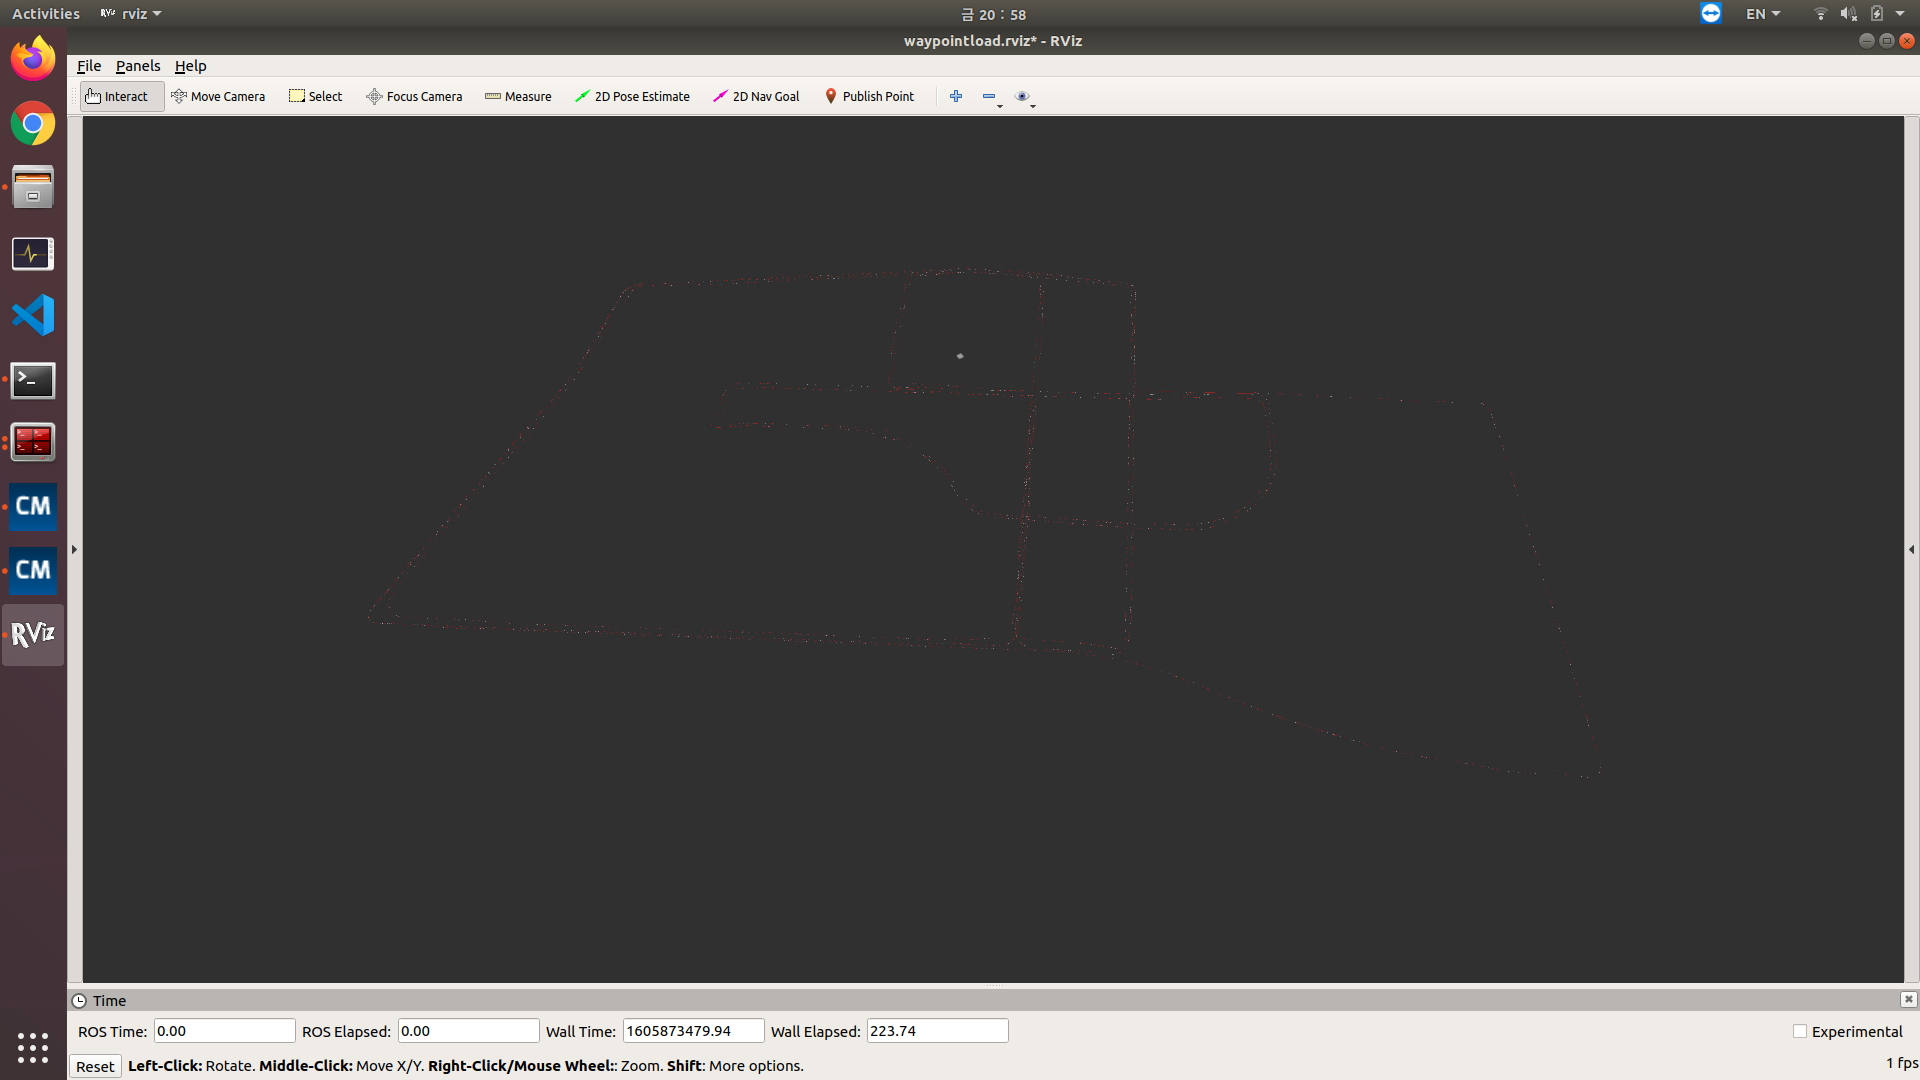 Activities RViz rviz 금 20 : 58 EN
waypointload.rviz* - RViz
File Panels Help
Interact Move Camera Select Focus Camera Measure 2D Pose Estimate 2D Nav Goal Publish Point
CM
CM
RViz
Time
ROS Time: 0.00 ROS Elapsed: 0.00 Wall Time: 1605873479.94 Wall Elapsed: 223.74 Experimental
Reset Left-Click: Rotate. Middle-Click: Move X/Y. Right-Click/Mouse Wheel:: Zoom. Shift: More options. 1 fps